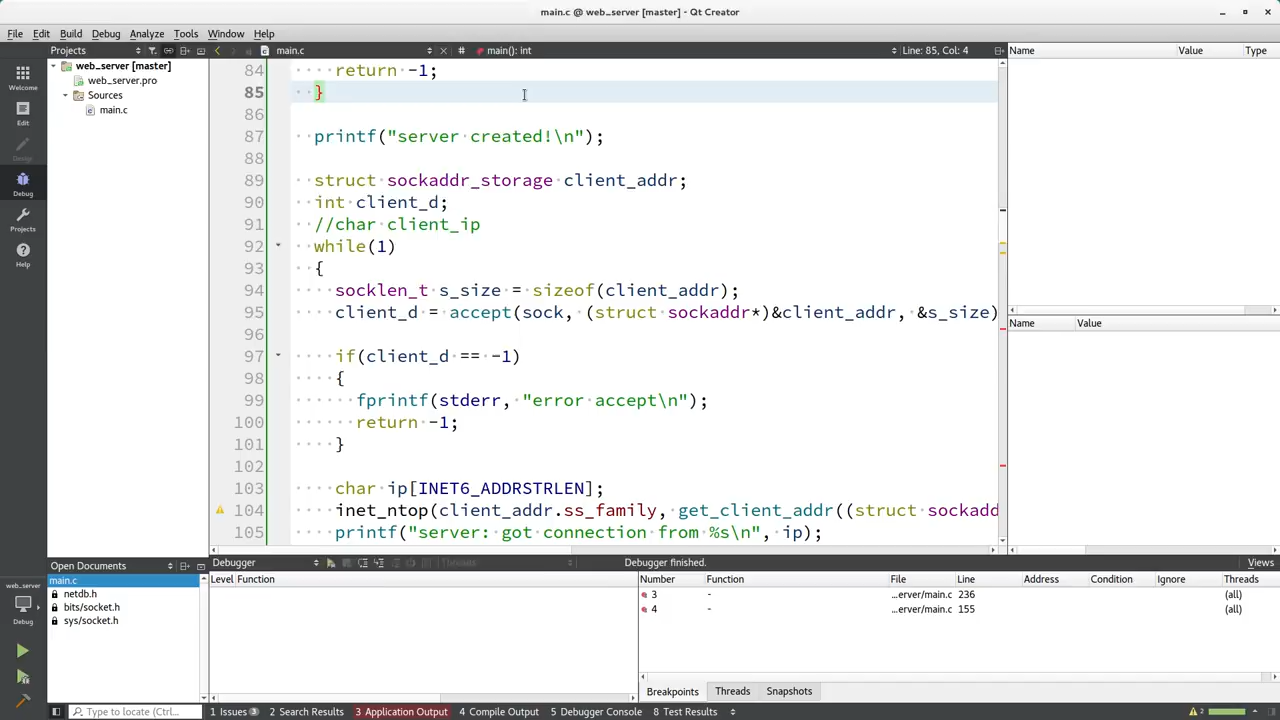 main.c @ web_server [master] - Qt Creator
File Edit Build Debug Analyze Tools Window Help
Projects main.c # main(): int Line: 85, Col: 4 Name Value Type
web_server [master]
web_server.pro
Sources
main.c
Welcome
Edit
Design
Debug
Projects
Help
84 return -1;
85 }
86
87 printf("server created!\n");
88
89 struct sockaddr_storage client_addr;
90 int client_d;
91 //char client_ip
92 while(1)
93 {
94 socklen_t s_size = sizeof(client_addr);
95 client_d = accept(sock, (struct sockaddr*)&client_addr, &s_size)
96
97 if(client_d == -1)
98 {
99 fprintf(stderr, "error accept\n");
100 return -1;
101 }
102
103 char ip[INET6_ADDRSTRLEN];
104 inet_ntop(client_addr.ss_family, get_client_addr((struct sockadd
105 printf("server: got connection from %s\n", ip);
Name Value
Open Documents
main.c
netdb.h
bits/socket.h
sys/socket.h
web_server
Debug
Debugger Threads Debugger finished. Views
Level Function
Number Function File Line Address Condition Ignore Threads
3 - ...erver/main.c 236 (all)
4 - ...erver/main.c 155 (all)
Breakpoints Threads Snapshots
Type to locate (Ctrl... 1 Issues 3 2 Search Results 3 Application Output 4 Compile Output 5 Debugger Console 8 Test Results 2